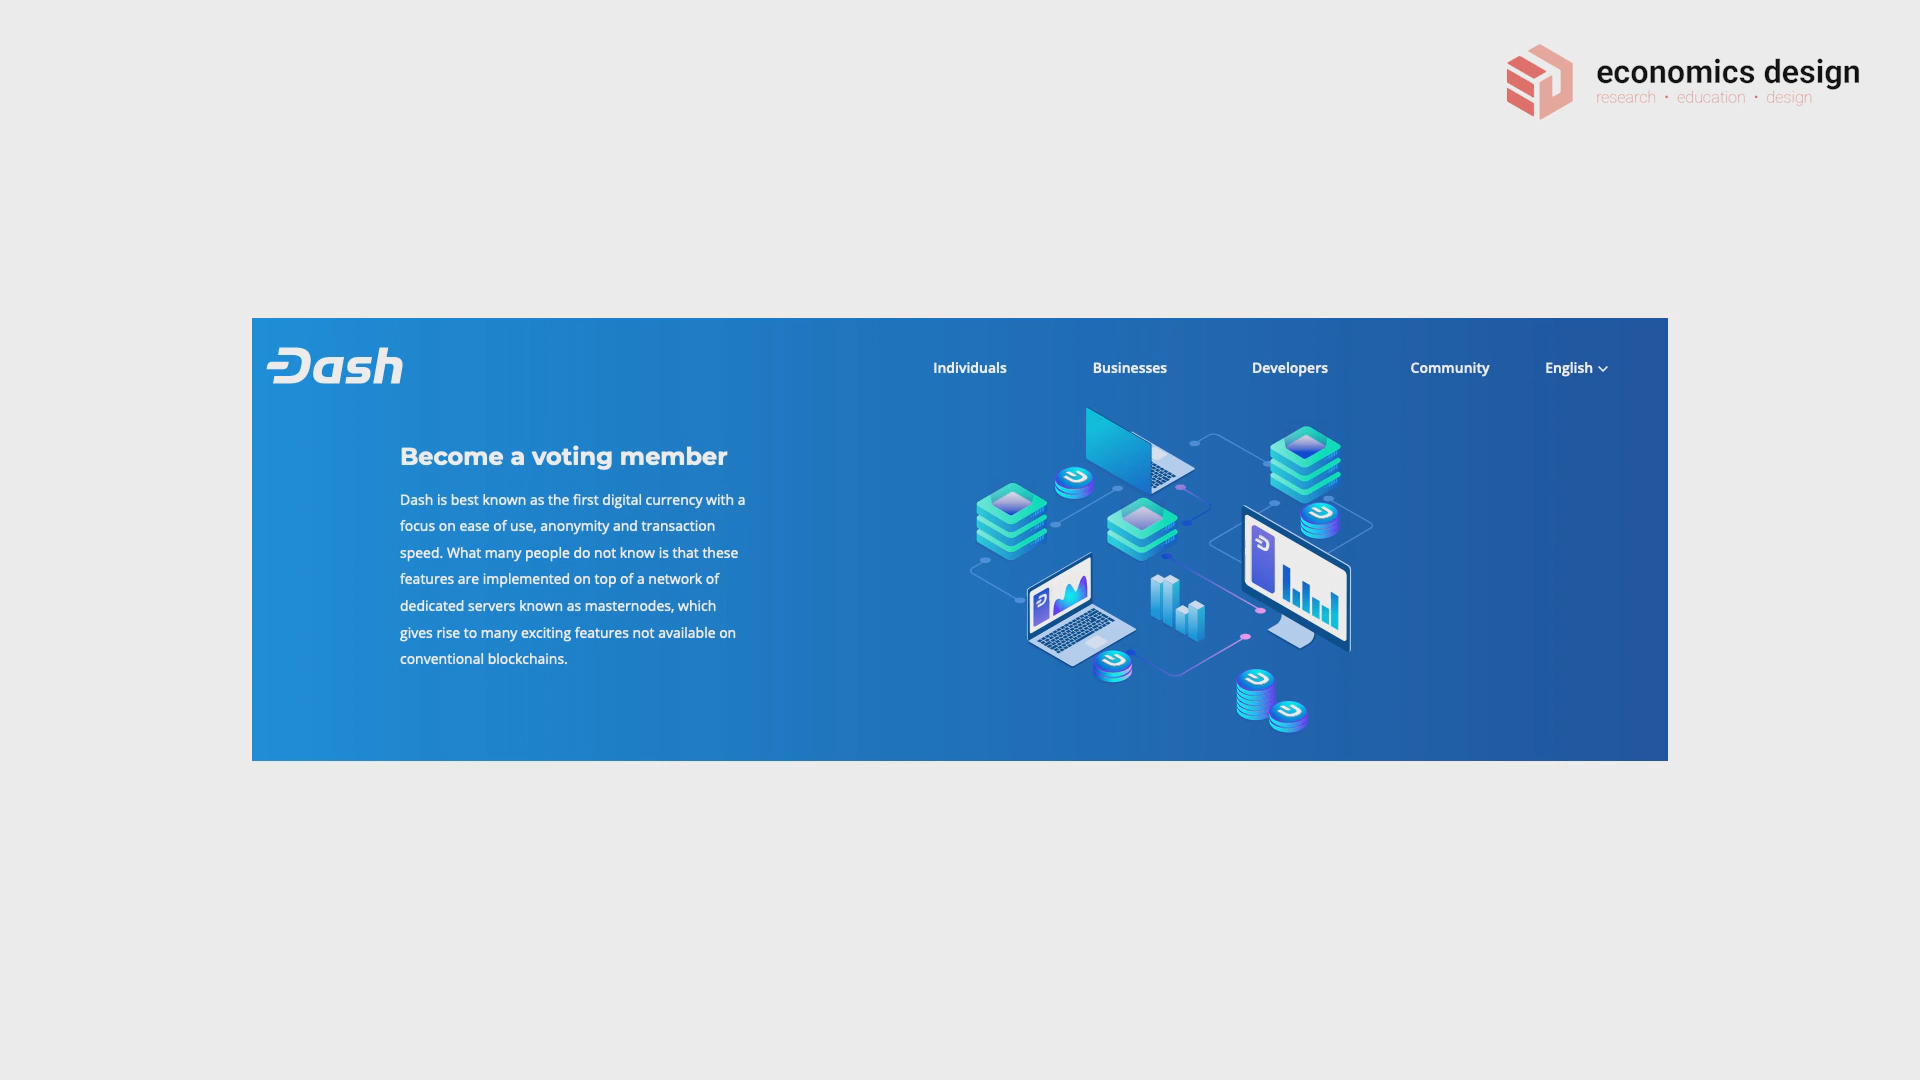 economics design
research • education • design
Dash
Individuals
Businesses
Developers
Community
English
Become a voting member
Dash is best known as the first digital currency with a
focus on ease of use, anonymity and transaction
speed. What many people do not know is that these
features are implemented on top of a network of
dedicated servers known as masternodes, which
gives rise to many exciting features not available on
conventional blockchains.